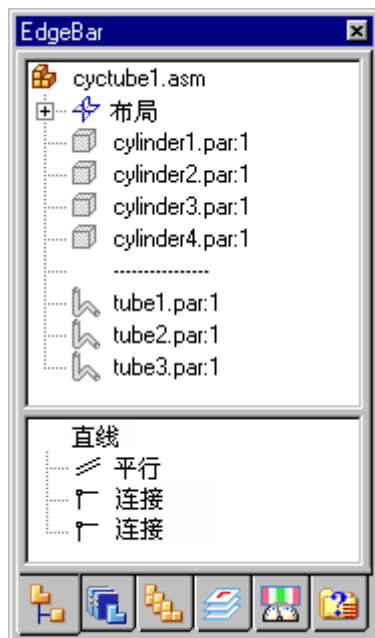 EdgeBar
cyctube1.asm
布局
cylinder1.par:1
cylinder2.par:1
cylinder3.par:1
cylinder4.par:1
---------------
tube1.par:1
tube2.par:1
tube3.par:1
直线
平行
连接
连接